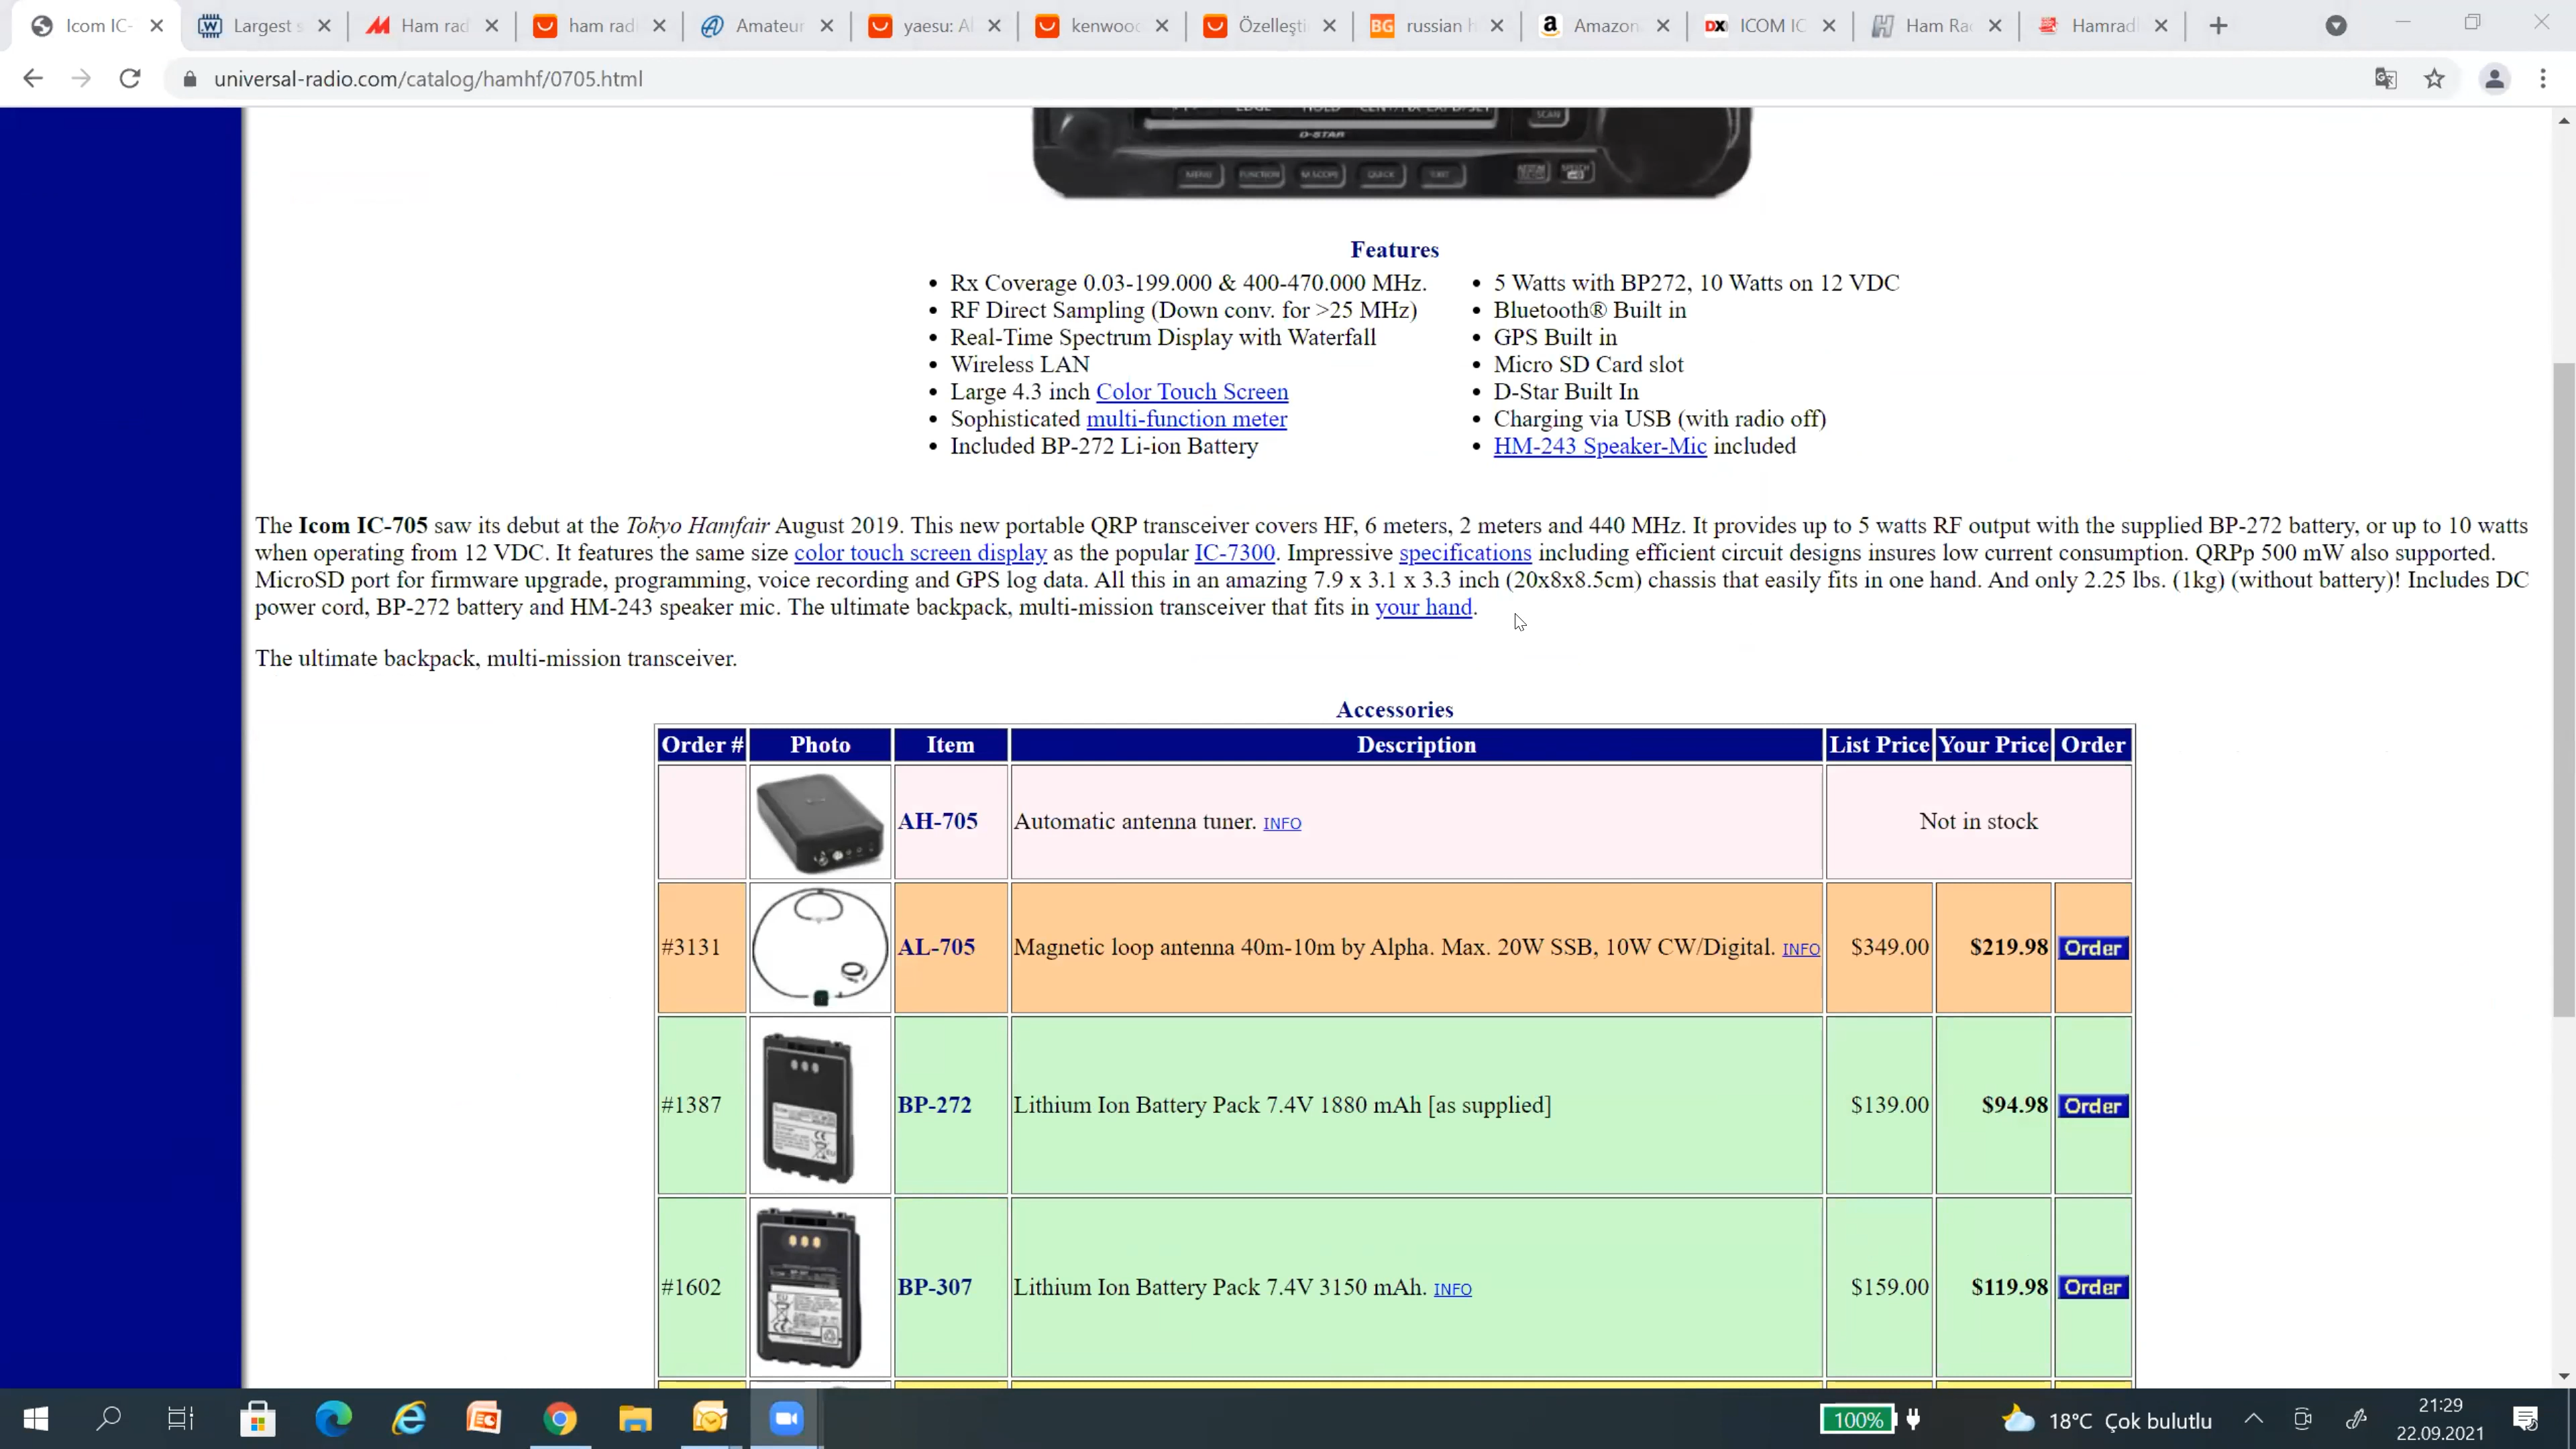 Icom IC-
Largest s
Ham rad
ham radi
Amateur
yaesu: Al
kenwood
Özelleşti
russian h
Amazon
ICOM IC
Ham Rad
Hamradi
universal-radio.com/catalog/hamhf/0705.html
SCAN
D-STAR
MENU FUNCTION M.SCOPE QUICK EXIT SPEECH
Features
• Rx Coverage 0.03-199.000 & 400-470.000 MHz.
• RF Direct Sampling (Down conv. for >25 MHz)
• Real-Time Spectrum Display with Waterfall
• Wireless LAN
• Large 4.3 inch Color Touch Screen
• Sophisticated multi-function meter
• Included BP-272 Li-ion Battery
• 5 Watts with BP272, 10 Watts on 12 VDC
• Bluetooth® Built in
• GPS Built in
• Micro SD Card slot
• D-Star Built In
• Charging via USB (with radio off)
• HM-243 Speaker-Mic included
The Icom IC-705 saw its debut at the Tokyo Hamfair August 2019. This new portable QRP transceiver covers HF, 6 meters, 2 meters and 440 MHz. It provides up to 5 watts RF output with the supplied BP-272 battery, or up to 10 watts
when operating from 12 VDC. It features the same size color touch screen display as the popular IC-7300. Impressive specifications including efficient circuit designs insures low current consumption. QRPp 500 mW also supported.
MicroSD port for firmware upgrade, programming, voice recording and GPS log data. All this in an amazing 7.9 x 3.1 x 3.3 inch (20x8x8.5cm) chassis that easily fits in one hand. And only 2.25 lbs. (1kg) (without battery)! Includes DC
power cord, BP-272 battery and HM-243 speaker mic. The ultimate backpack, multi-mission transceiver that fits in your hand.
The ultimate backpack, multi-mission transceiver.
Accessories
Order # Photo Item Description List Price Your Price Order
AH-705 Automatic antenna tuner. INFO Not in stock
#3131 AL-705 Magnetic loop antenna 40m-10m by Alpha. Max. 20W SSB, 10W CW/Digital. INFO $349.00 $219.98 Order
#1387 BP-272 Lithium Ion Battery Pack 7.4V 1880 mAh [as supplied] $139.00 $94.98 Order
#1602 BP-307 Lithium Ion Battery Pack 7.4V 3150 mAh. INFO $159.00 $119.98 Order
100% 18°C Çok bulutlu
21:29
22.09.2021